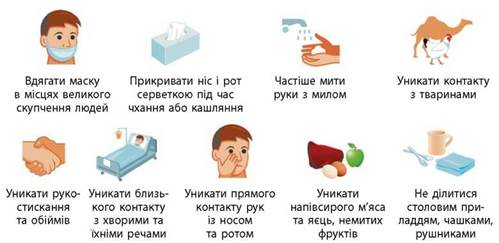 Вдягати маску
в місцях великого
скупчення людей
Прикривати ніс і рот
серветкою під час
чхання або кашляння
Частіше мити
руки з милом
Уникати контакту
з тваринами
Уникати руко-
стискання
та обіймів
Уникати близь-
кого контакту
з хворими та
їхніми речами
Уникати прямого
контакту рук
із носом
та ротом
Уникати
напівсирого м’яса
та яєць, немитих
фруктів
Не ділитися
столовим при-
ладдям, чашками,
рушниками